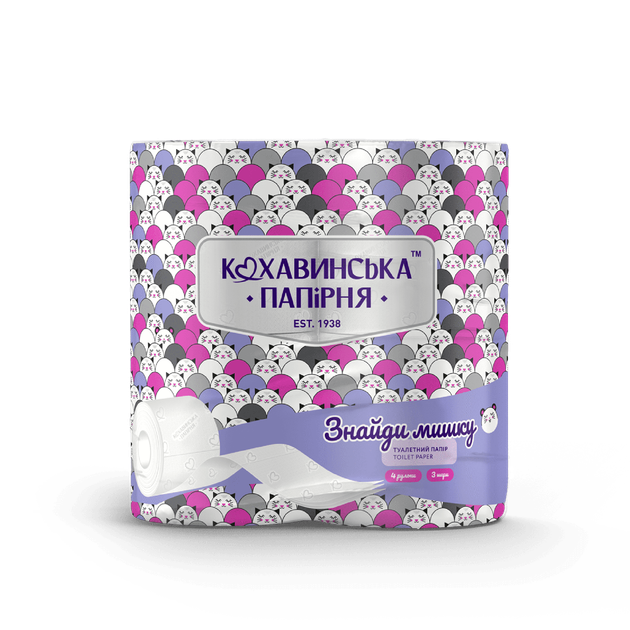 КОХАВИНСЬКА™
• ПАПІРНЯ •
EST. 1938
Знайди мишку
ТУАЛЕТНИЙ ПАПІР
TOILET PAPER
4 рулони
3 шари